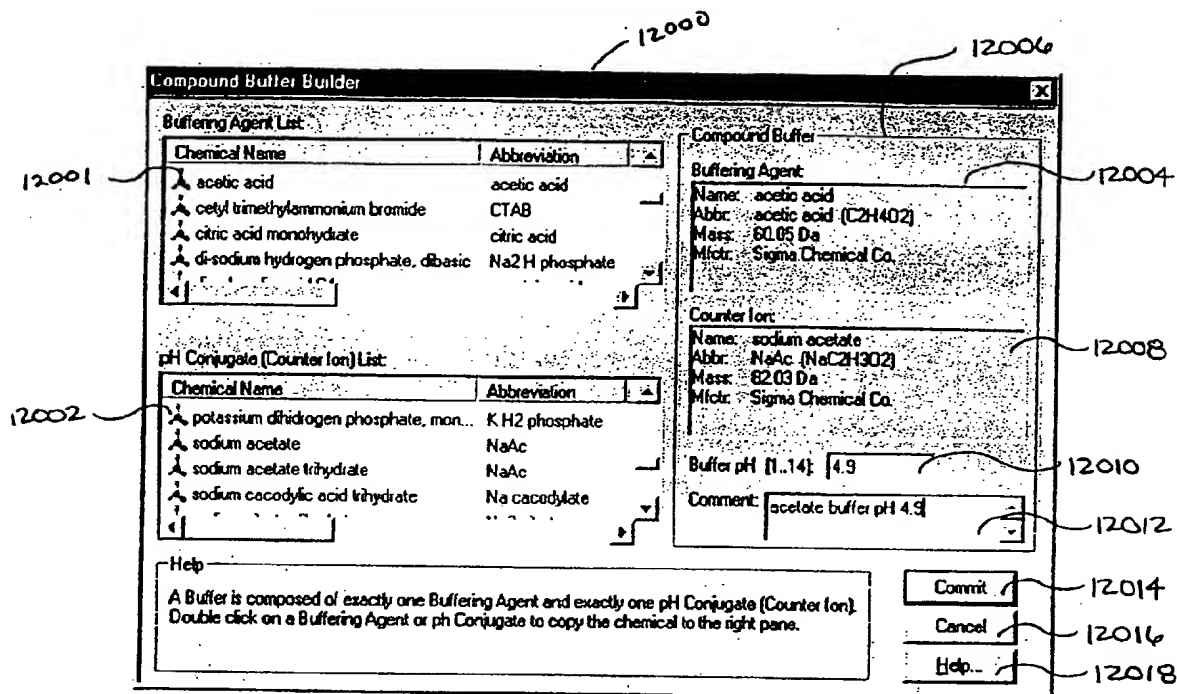 12000
12006
Compound Buffer Builder
Buffering Agent List:
Chemical Name Abbreviation
12001
acetic acid acetic acid
cetyl trimethylammonium bromide CTAB
citric acid monohydrate citric acid
di-sodium hydrogen phosphate, dibasic Na2H phosphate
pH Conjugate (Counter Ion) List:
Chemical Name Abbreviation
12002
potassium dihidrogen phosphate, mon... K H2 phosphate
sodium acetate NaAc
sodium acetate trihydrate NaAc
sodium cacodylic acid trihydrate Na cacodylate
Compound Buffer
Buffering Agent:
12004
Name: acetic acid
Abbr: acetic acid (C2H4O2)
Mass: 60.05 Da
Mfctr: Sigma Chemical Co.
Counter Ion:
Name: sodium acetate
12008
Abbr: NaAc (NaC2H3O2)
Mass: 82.03 Da
Mfctr: Sigma Chemical Co.
Buffer pH [1..14]: 4.9
12010
Comment: acetate buffer pH 4.9
12012
Help
A Buffer is composed of exactly one Buffering Agent and exactly one pH Conjugate (Counter Ion).
Double click on a Buffering Agent or ph Conjugate to copy the chemical to the right pane.
Commit 12014
Cancel 12016
Help... 12018